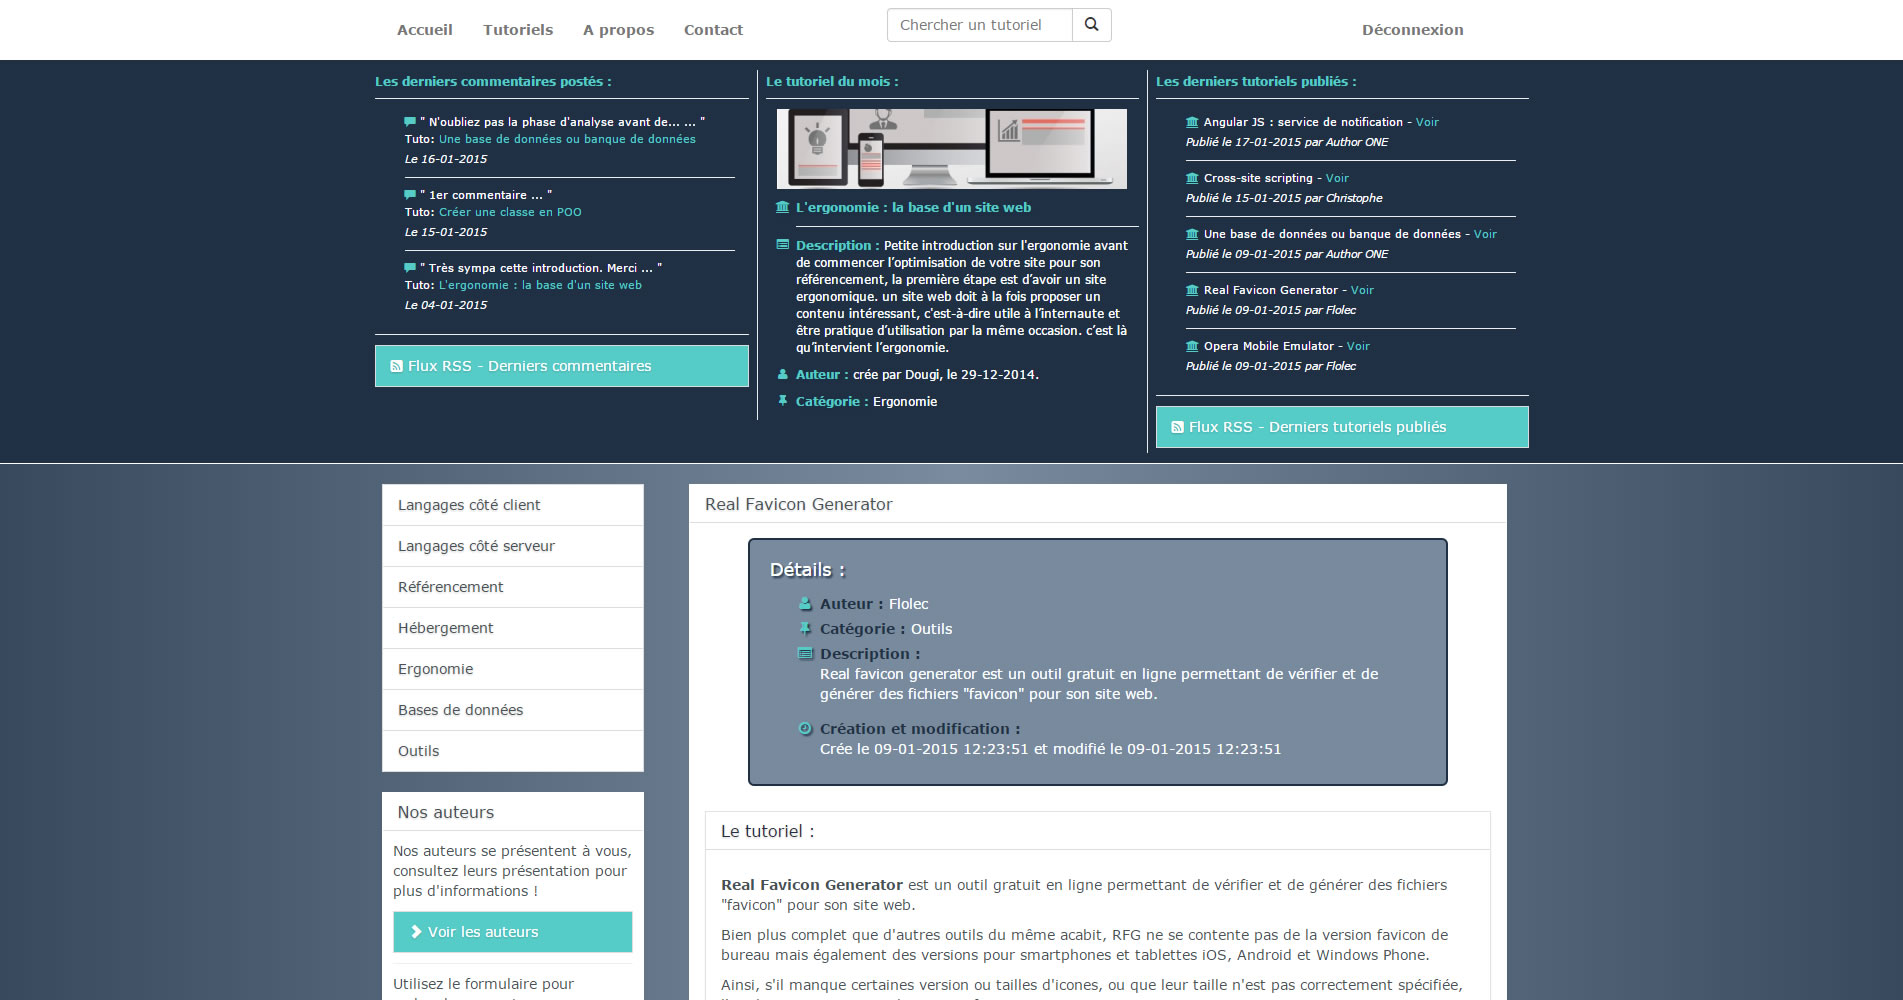 Accueil
Tutoriels
A propos
Contact
Chercher un tutoriel
Déconnexion
Les derniers commentaires postés :
" N'oubliez pas la phase d'analyse avant de... ... "
Tuto: Une base de données ou banque de données
Le 16-01-2015
" 1er commentaire ... "
Tuto: Créer une classe en POO
Le 15-01-2015
" Très sympa cette introduction. Merci ... "
Tuto: L'ergonomie : la base d'un site web
Le 04-01-2015
Flux RSS - Derniers commentaires
Le tutoriel du mois :
L'ergonomie : la base d'un site web
Description : Petite introduction sur l'ergonomie avant
de commencer l’optimisation de votre site pour son
référencement, la première étape est d’avoir un site
ergonomique. un site web doit à la fois proposer un
contenu intéressant, c'est-à-dire utile à l’internaute et
être pratique d’utilisation par la même occasion. c’est là
qu’intervient l’ergonomie.
Auteur : crée par Dougi, le 29-12-2014.
Catégorie : Ergonomie
Les derniers tutoriels publiés :
Angular JS : service de notification - Voir
Publié le 17-01-2015 par Author ONE
Cross-site scripting - Voir
Publié le 15-01-2015 par Christophe
Une base de données ou banque de données - Voir
Publié le 09-01-2015 par Author ONE
Real Favicon Generator - Voir
Publié le 09-01-2015 par Flolec
Opera Mobile Emulator - Voir
Publié le 09-01-2015 par Flolec
Flux RSS - Derniers tutoriels publiés
Langages côté client
Langages côté serveur
Référencement
Hébergement
Ergonomie
Bases de données
Outils
Nos auteurs
Nos auteurs se présentent à vous,
consultez leurs présentation pour
plus d'informations !
Voir les auteurs
Utilisez le formulaire pour
Real Favicon Generator
Détails :
Auteur : Flolec
Catégorie : Outils
Description :
Real favicon generator est un outil gratuit en ligne permettant de vérifier et de
générer des fichiers "favicon" pour son site web.
Création et modification :
Crée le 09-01-2015 12:23:51 et modifié le 09-01-2015 12:23:51
Le tutoriel :
Real Favicon Generator est un outil gratuit en ligne permettant de vérifier et de générer des fichiers
"favicon" pour son site web.
Bien plus complet que d'autres outils du même acabit, RFG ne se contente pas de la version favicon de
bureau mais également des versions pour smartphones et tablettes iOS, Android et Windows Phone.
Ainsi, s'il manque certaines version ou tailles d'icones, ou que leur taille n'est pas correctement spécifiée,